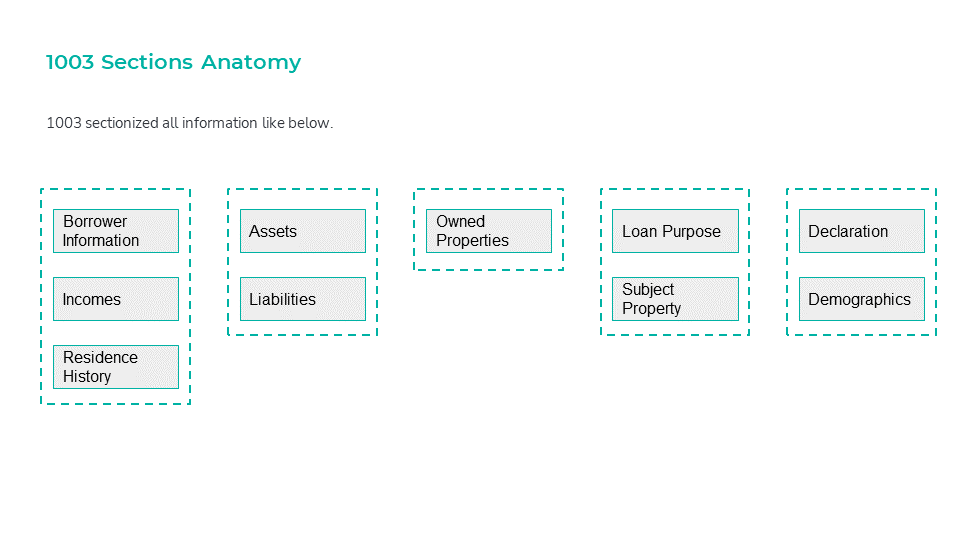 1003 Sections Anatomy
1003 sectionized all information like below.
Borrower
Information
Incomes
Residence
History
Assets
Liabilities
Owned
Properties
Loan Purpose
Subject
Property
Declaration
Demographics